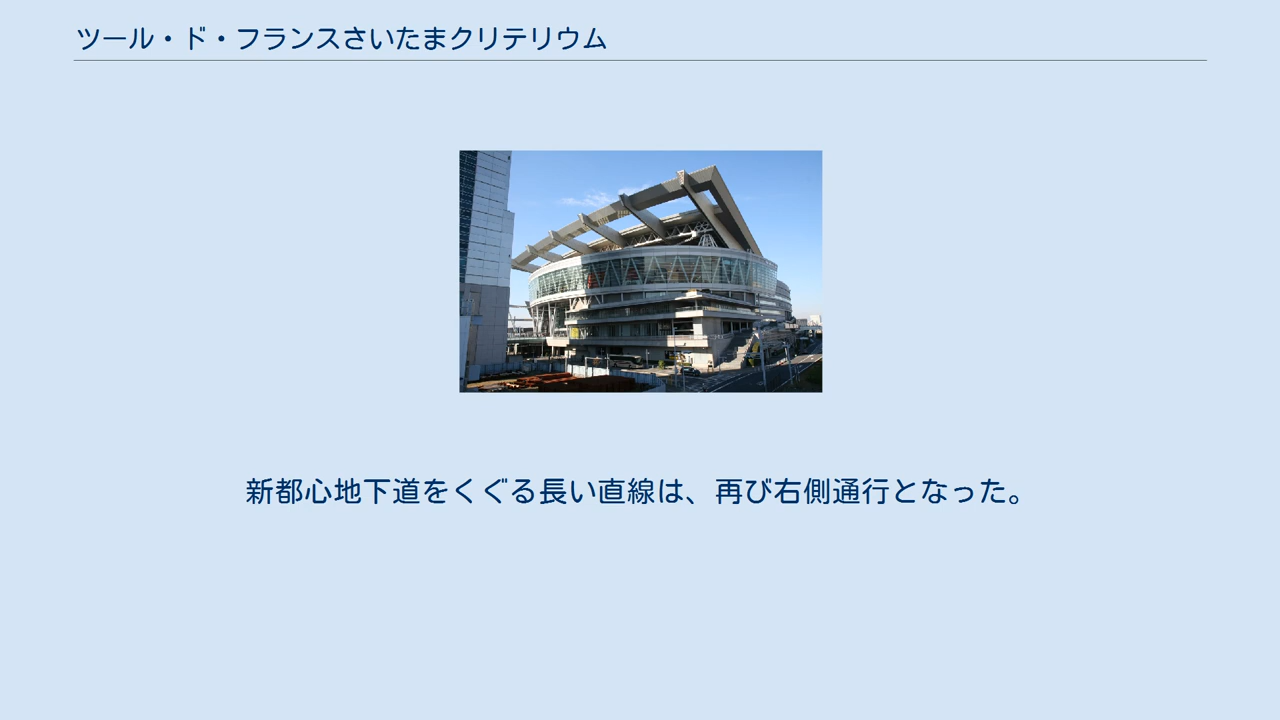 ツール・ド・フランスさいたまクリテリウム
新都心地下道をくぐる長い直線は、再び右側通行となった。